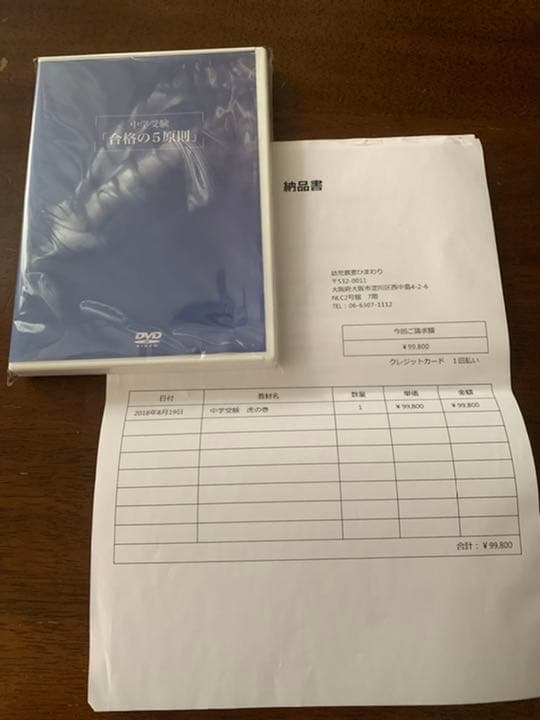 中学受験
「合格の5原則」
DVD
VIDEO
納品書
幼児教室ひまわり
〒532-0011
大阪府大阪市淀川区西中島4-2-6
NLC2号館 7階
TEL:06-6307-1112
今回ご請求額
¥99,800
クレジットカード 1回払い
日付 教材名 数量 単価 金額
2018年8月19日 中学受験 虎の巻 1 ¥99,800 ¥99,800
合計:¥99,800